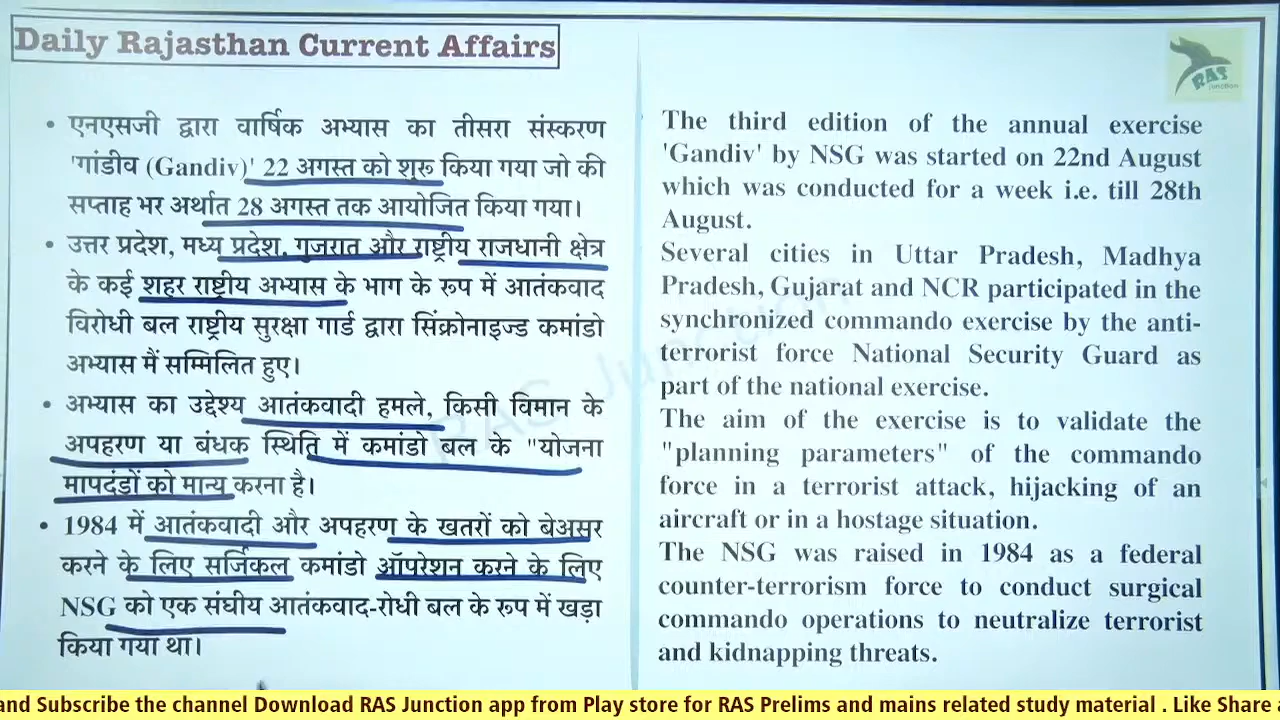 Daily Rajasthan Current Affairs
RAS
Junction
• एनएसजी द्वारा वार्षिक अभ्यास का तीसरा संस्करण
'गांडीव (Gandiv)' 22 अगस्त को शुरू किया गया जो की
सप्ताह भर अर्थात 28 अगस्त तक आयोजित किया गया।
• उत्तर प्रदेश, मध्य प्रदेश, गुजरात और राष्ट्रीय राजधानी क्षेत्र
के कई शहर राष्ट्रीय अभ्यास के भाग के रूप में आतंकवाद
विरोधी बल राष्ट्रीय सुरक्षा गार्ड द्वारा सिंक्रोनाइज्ड कमांडो
अभ्यास मैं सम्मिलित हुए।
• अभ्यास का उद्देश्य आतंकवादी हमले, किसी विमान के
अपहरण या बंधक स्थिति में कमांडो बल के "योजना
मापदंडों को मान्य करना है।
• 1984 में आतंकवादी और अपहरण के खतरों को बेअसर
करने के लिए सर्जिकल कमांडो ऑपरेशन करने के लिए
NSG को एक संघीय आतंकवाद-रोधी बल के रूप में खड़ा
किया गया था।
The third edition of the annual exercise
'Gandiv' by NSG was started on 22nd August
which was conducted for a week i.e. till 28th
August.
Several cities in Uttar Pradesh, Madhya
Pradesh, Gujarat and NCR participated in the
synchronized commando exercise by the anti-
terrorist force National Security Guard as
part of the national exercise.
The aim of the exercise is to validate the
"planning parameters" of the commando
force in a terrorist attack, hijacking of an
aircraft or in a hostage situation.
The NSG was raised in 1984 as a federal
counter-terrorism force to conduct surgical
commando operations to neutralize terrorist
and kidnapping threats.
RAS Junction
and Subscribe the channel Download RAS Junction app from Play store for RAS Prelims and mains related study material . Like Share